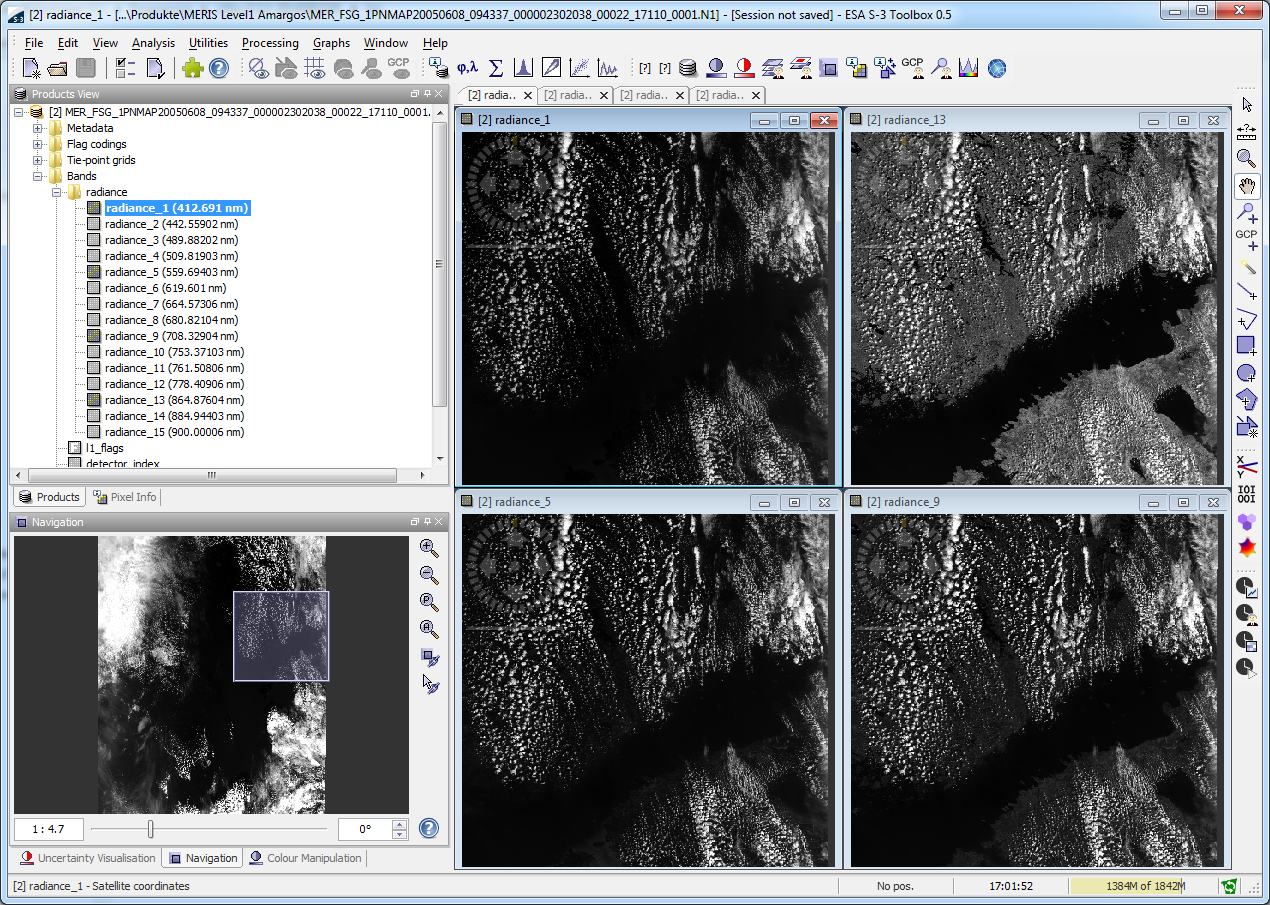 [2] radiance_1 - [...\Produkte\MERIS Level1 Amargos\MER_FSG_1PNMAP20050608_094337_000002302038_00022_17110_0001.N1] - [Session not saved] - ESA S-3 Toolbox 0.5
File Edit View Analysis Utilities Processing Graphs Window Help
GCP φ,λ Σ [?] [?] GCP
Products View
[2] radia.. [2] radia.. [2] radia.. [2] radia..
[2] MER_FSG_1PNMAP20050608_094337_000002302038_00022_17110_0001.
Metadata
Flag codings
Tie-point grids
Bands
radiance
radiance_1 (412.691 nm)
radiance_2 (442.55902 nm)
radiance_3 (489.88202 nm)
radiance_4 (509.81903 nm)
radiance_5 (559.69403 nm)
radiance_6 (619.601 nm)
radiance_7 (664.57306 nm)
radiance_8 (680.82104 nm)
radiance_9 (708.32904 nm)
radiance_10 (753.37103 nm)
radiance_11 (761.50806 nm)
radiance_12 (778.40906 nm)
radiance_13 (864.87604 nm)
radiance_14 (884.94403 nm)
radiance_15 (900.00006 nm)
l1_flags
detector_index
Products Pixel Info
Navigation
1 : 4.7
0°
Uncertainty Visualisation Navigation Colour Manipulation
[2] radiance_1
[2] radiance_13
[2] radiance_5
[2] radiance_9
GCP
X
Y
IOI
OOI
[2] radiance_1 - Satellite coordinates
No pos.
17:01:52
1384M of 1842M